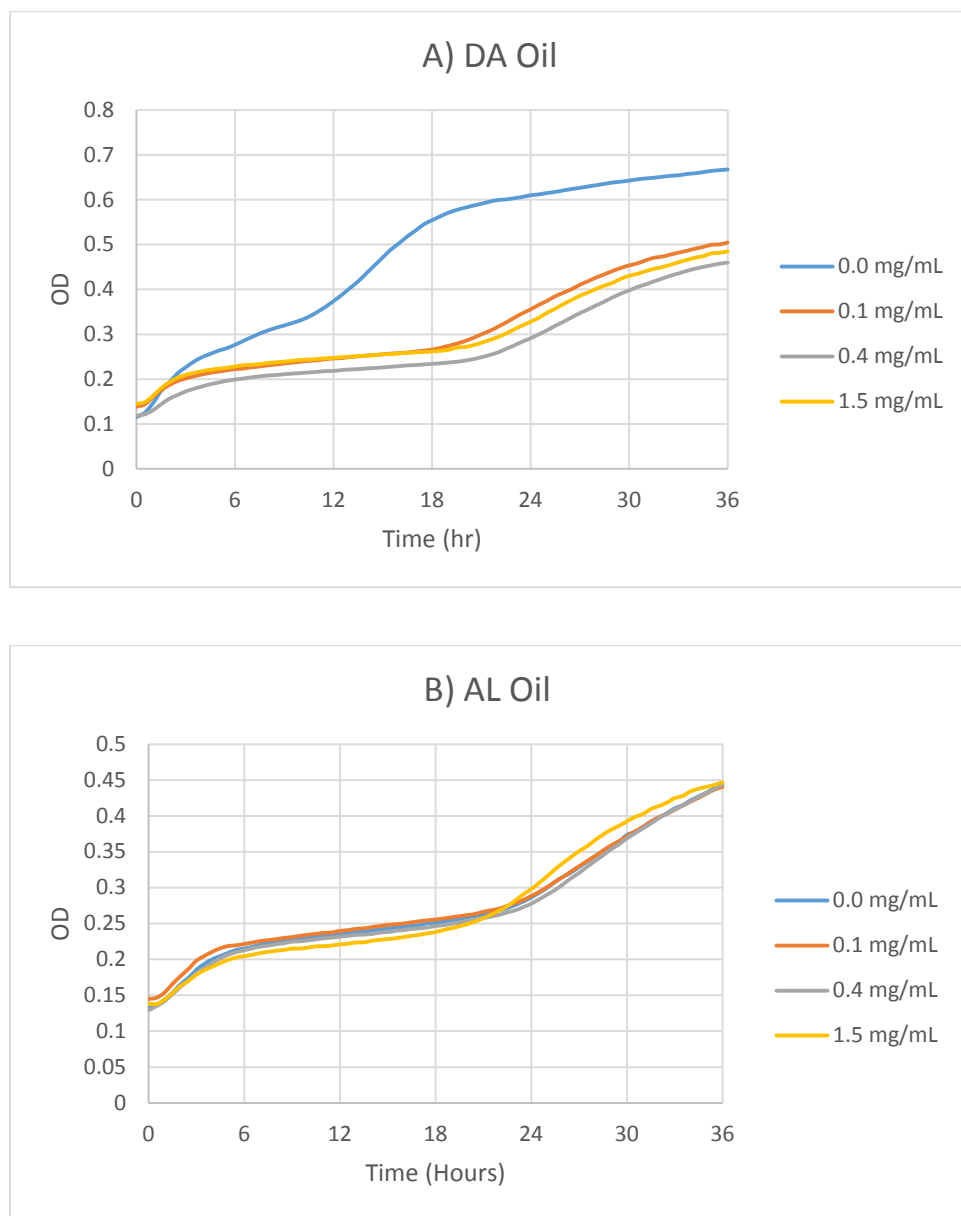 A) DA Oil
0.8
0.7
0.6
0.5
0.4
0.3
0.2
0.1
0
OD
0 6 12 18 24 30 36
Time (hr)
0.0 mg/mL
0.1 mg/mL
0.4 mg/mL
1.5 mg/mL
B) AL Oil
0.5
0.45
0.4
0.35
0.3
0.25
0.2
0.15
0.1
0.05
0
OD
0 6 12 18 24 30 36
Time (Hours)
0.0 mg/mL
0.1 mg/mL
0.4 mg/mL
1.5 mg/mL